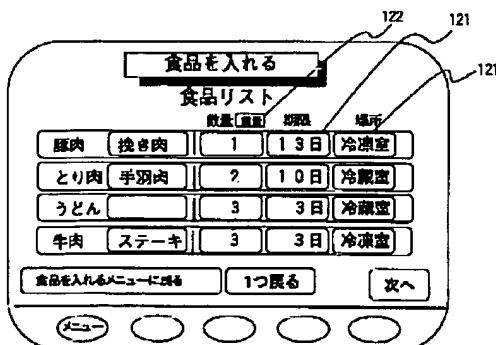 122
121
121
食品を入れる
食品リスト
数量 重量 期限 場所
豚肉 挽き肉 1 13日 冷凍室
とり肉 手羽肉 2 10日 冷蔵室
うどん 3 3日 冷蔵室
牛肉 ステーキ 3 3日 冷凍室
食品を入れるメニューに戻る 1つ戻る 次へ
メニュー